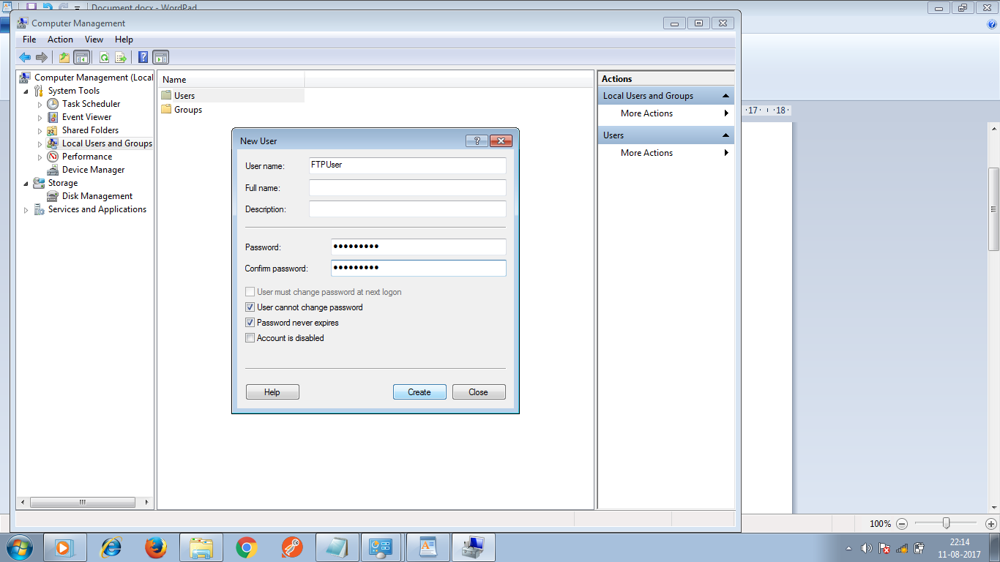 Document.docx - WordPad
Computer Management
File Action View Help
Computer Management (Local
System Tools
Task Scheduler
Event Viewer
Shared Folders
Local Users and Groups
Performance
Device Manager
Storage
Disk Management
Services and Applications
Name
Users
Groups
Actions
Local Users and Groups
More Actions
Users
More Actions
·17· ı ·18·
New User
User name: FTPUser
Full name:
Description:
Password: •••••••••
Confirm password: •••••••••
User must change password at next logon
User cannot change password
Password never expires
Account is disabled
Help Create Close
100%
22:14
11-08-2017